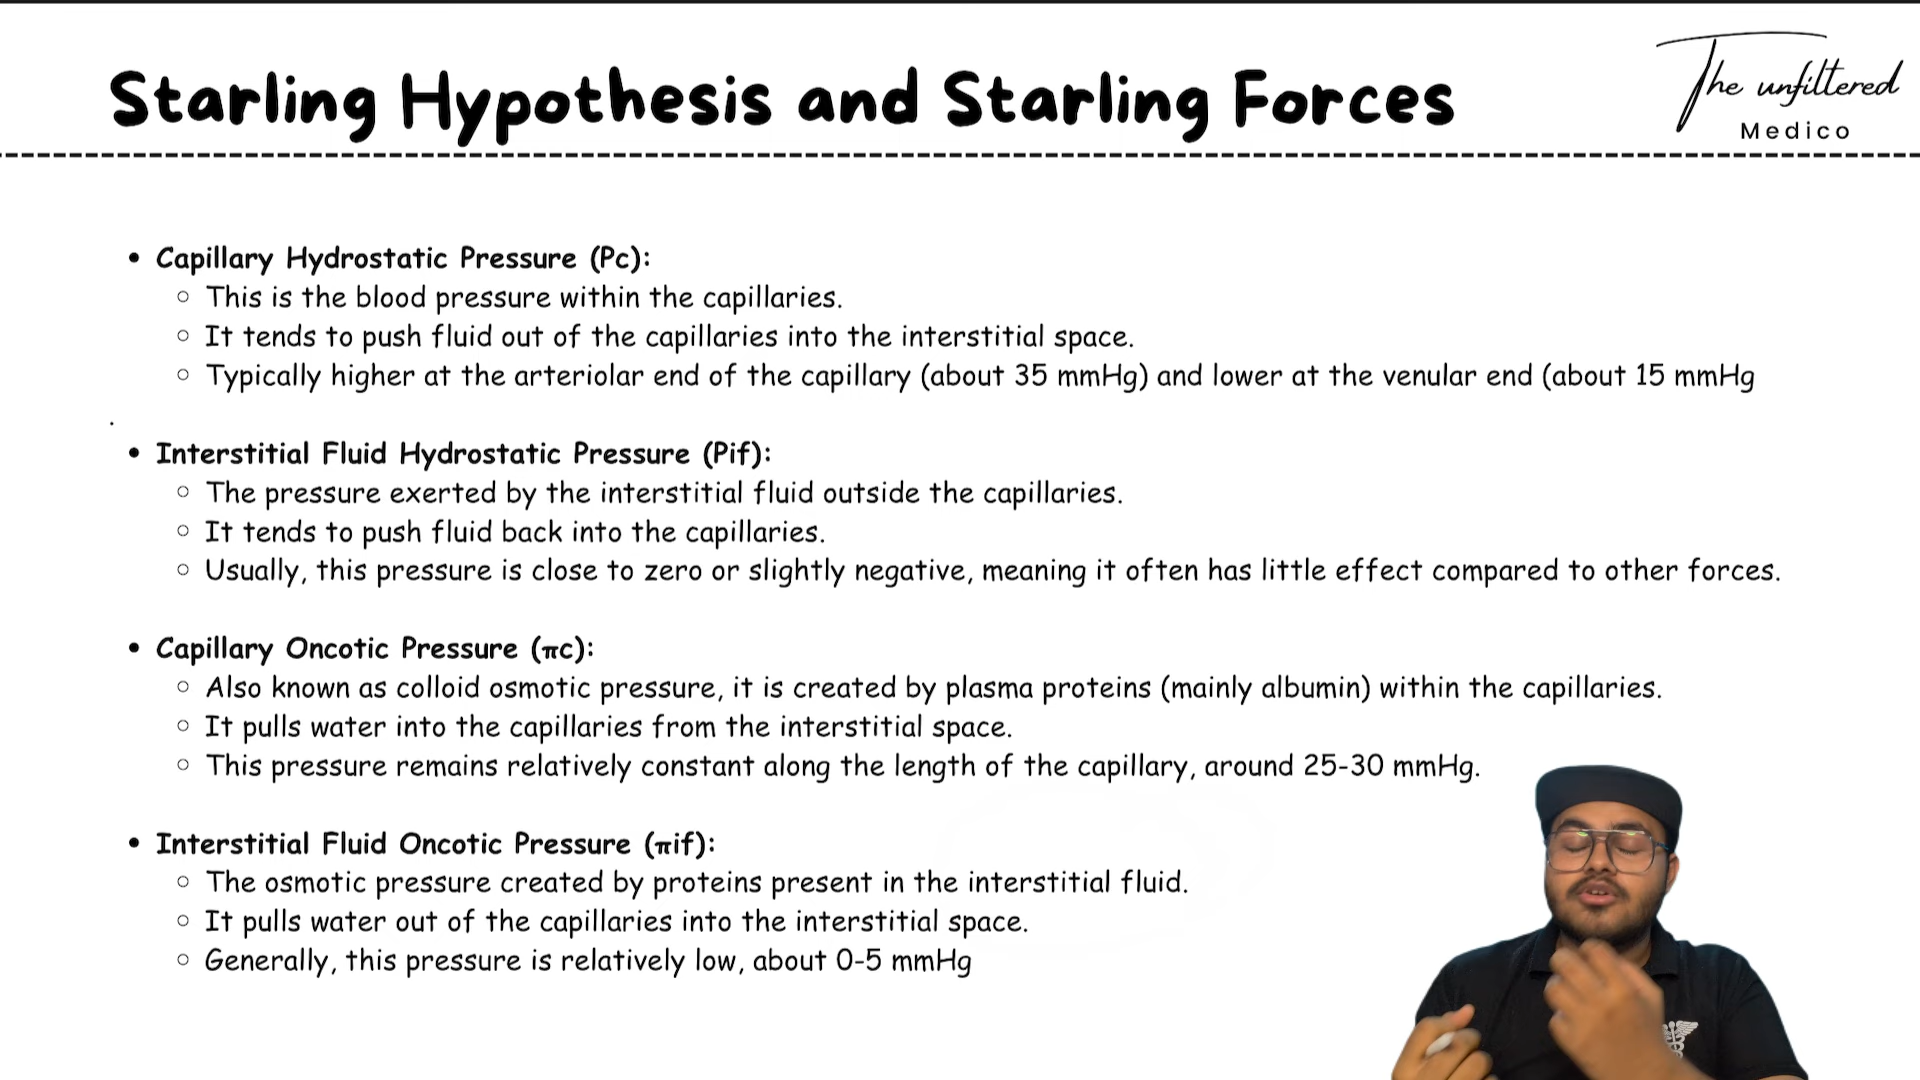 Starling Hypothesis and Starling Forces
The unfiltered
Medico
• Capillary Hydrostatic Pressure (Pc):
○ This is the blood pressure within the capillaries.
○ It tends to push fluid out of the capillaries into the interstitial space.
○ Typically higher at the arteriolar end of the capillary (about 35 mmHg) and lower at the venular end (about 15 mmHg
.
• Interstitial Fluid Hydrostatic Pressure (Pif):
○ The pressure exerted by the interstitial fluid outside the capillaries.
○ It tends to push fluid back into the capillaries.
○ Usually, this pressure is close to zero or slightly negative, meaning it often has little effect compared to other forces.
• Capillary Oncotic Pressure (πc):
○ Also known as colloid osmotic pressure, it is created by plasma proteins (mainly albumin) within the capillaries.
○ It pulls water into the capillaries from the interstitial space.
○ This pressure remains relatively constant along the length of the capillary, around 25-30 mmHg.
• Interstitial Fluid Oncotic Pressure (πif):
○ The osmotic pressure created by proteins present in the interstitial fluid.
○ It pulls water out of the capillaries into the interstitial space.
○ Generally, this pressure is relatively low, about 0-5 mmHg